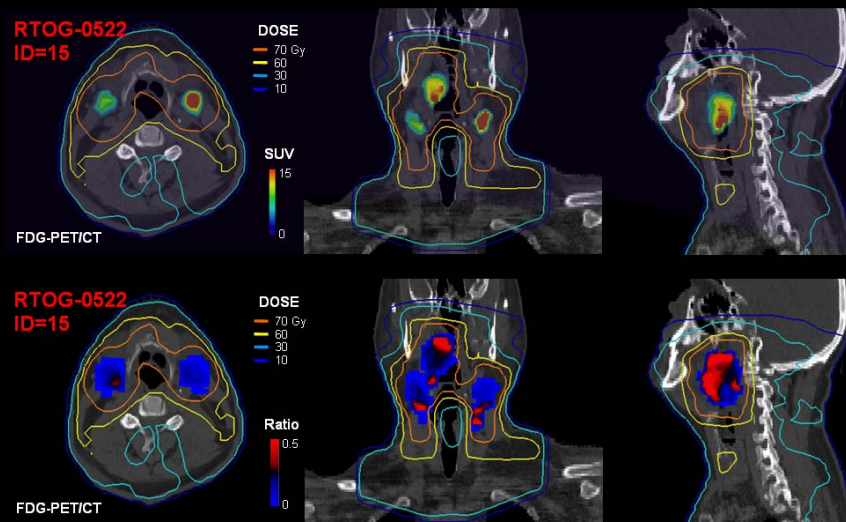 RTOG-0522
ID=15
DOSE
70 Gy
60
30
10
SUV
15
0
FDG-PET/CT
RTOG-0522
ID=15
DOSE
70 Gy
60
30
10
Ratio
0.5
0
FDG-PET/CT